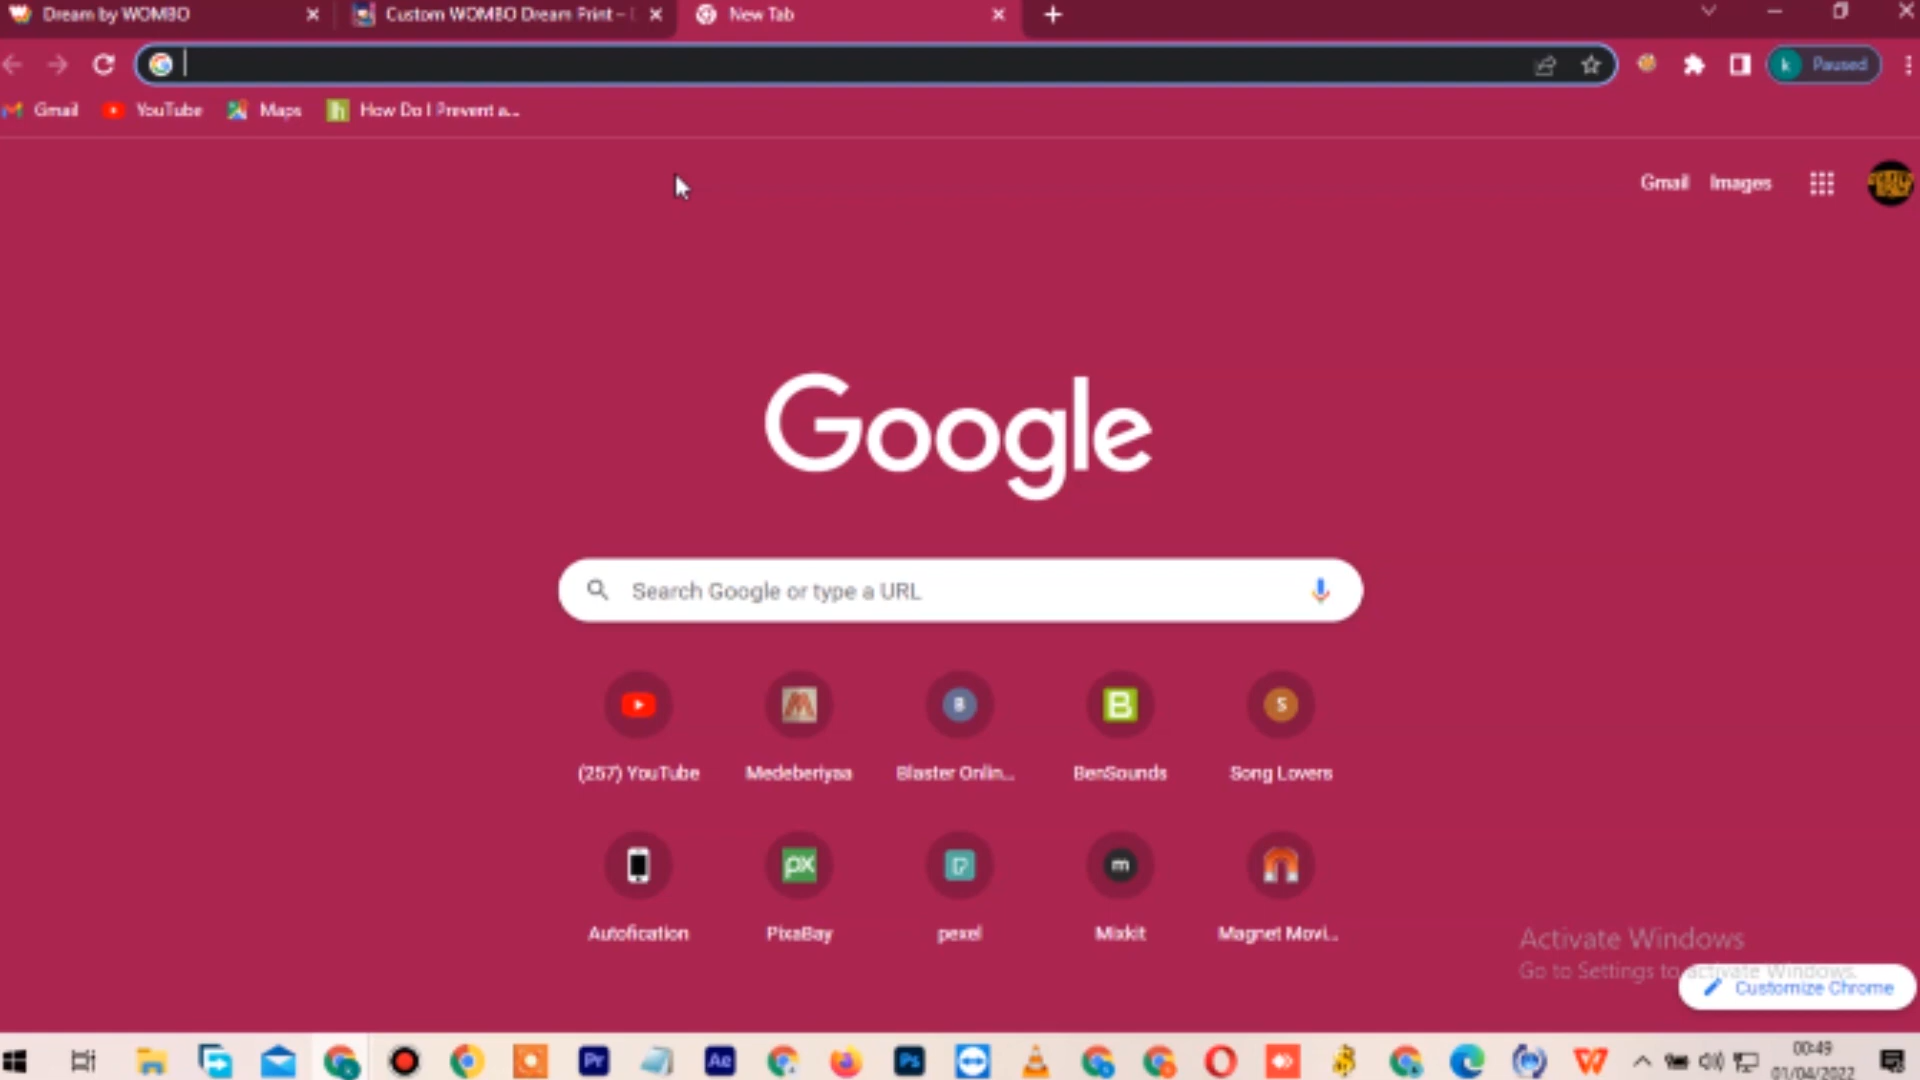 Dream by WOMBO
Custom WOMBO Dream Print –
New Tab
k Paused
Gmail YouTube Maps How Do I Prevent a...
Gmail Images
Google
Search Google or type a URL
(257) YouTube Medeberiyaa Blaster Onlin... BenSounds Song Lovers
Autofication PixaBay pexel Mixkit Magnet Movi...
Activate Windows
Go to Settings to activate Windows.
Customize Chrome
00:49
01/04/2022